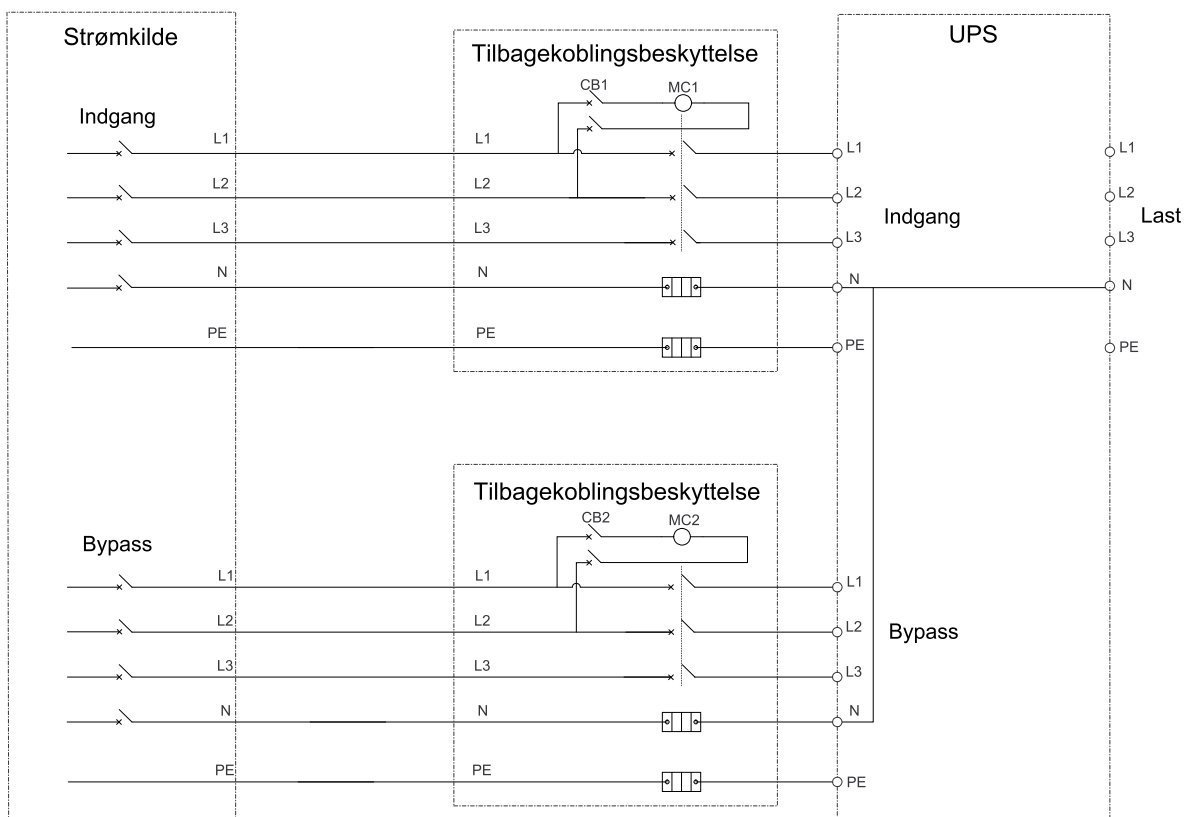 Strømkilde
Tilbagekoblingsbeskyttelse
UPS
CB1
MC1
Indgang
L1
L1
L1
L1
L2
L2
L2
L2
Indgang
Last
L3
L3
L3
L3
N
N
N
N
PE
PE
PE
PE
Tilbagekoblingsbeskyttelse
CB2
MC2
Bypass
L1
L1
L1
L2
L2
L2
Bypass
L3
L3
L3
N
N
N
PE
PE
PE